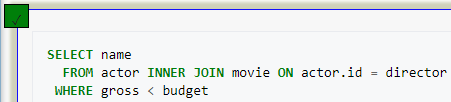 SELECT name
FROM actor INNER JOIN movie ON actor.id = director
WHERE gross < budget